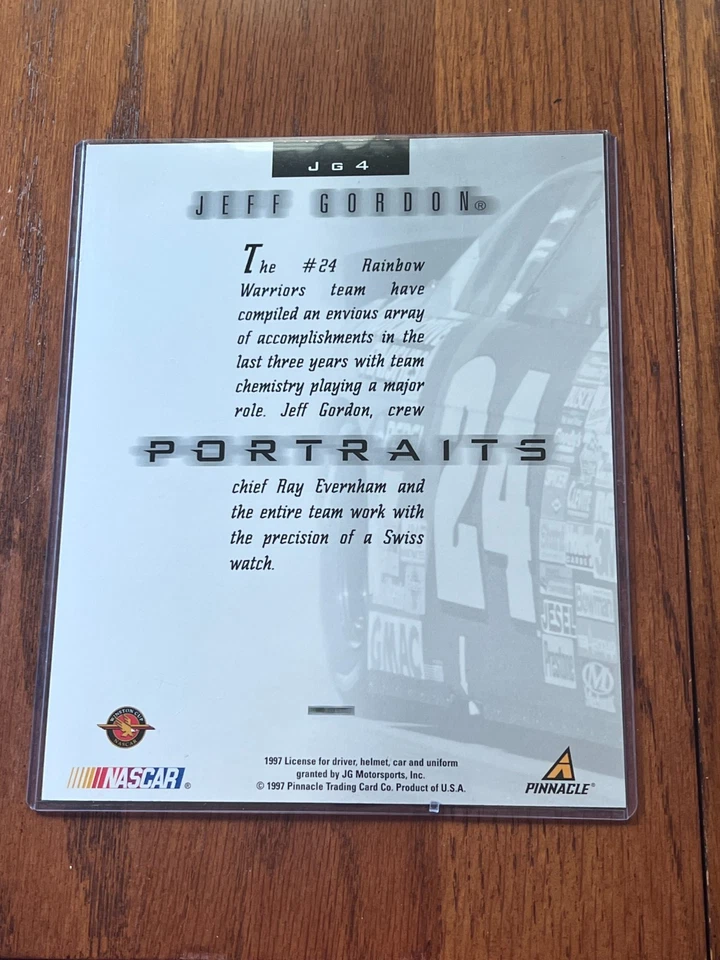 JG4
JEFF GORDON®
The #24 Rainbow
Warriors team have
compiled an envious array
of accomplishments in the
last three years with team
chemistry playing a major
role. Jeff Gordon, crew
PORTRAITS
chief Ray Evernham and
the entire team work with
the precision of a Swiss
watch.
24
GMAC
WINSTON CUP
NASCAR
NASCAR®
1997 License for driver, helmet, car and uniform
granted by JG Motorsports, Inc.
© 1997 Pinnacle Trading Card Co. Product of U.S.A.
PINNACLE®